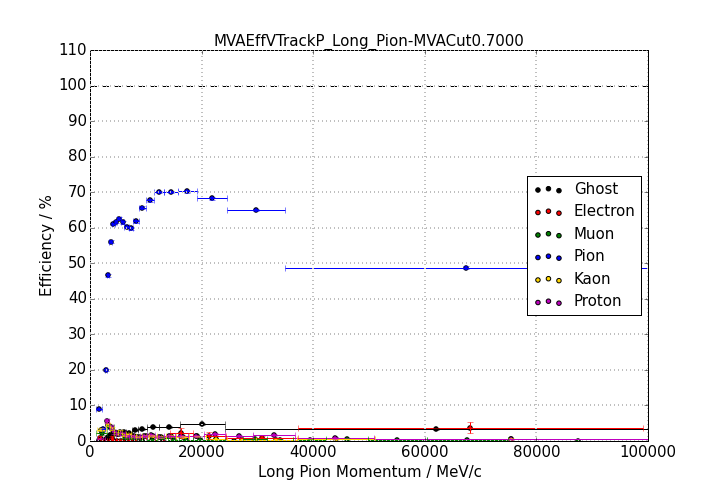 MVAEffVTrackP_Long_Pion-MVACut0.7000
110
100
90
80
70
60
50
40
30
20
10
0
Efficiency / %
Ghost
Electron
Muon
Pion
Kaon
Proton
0 20000 40000 60000 80000 100000
Long Pion Momentum / MeV/c